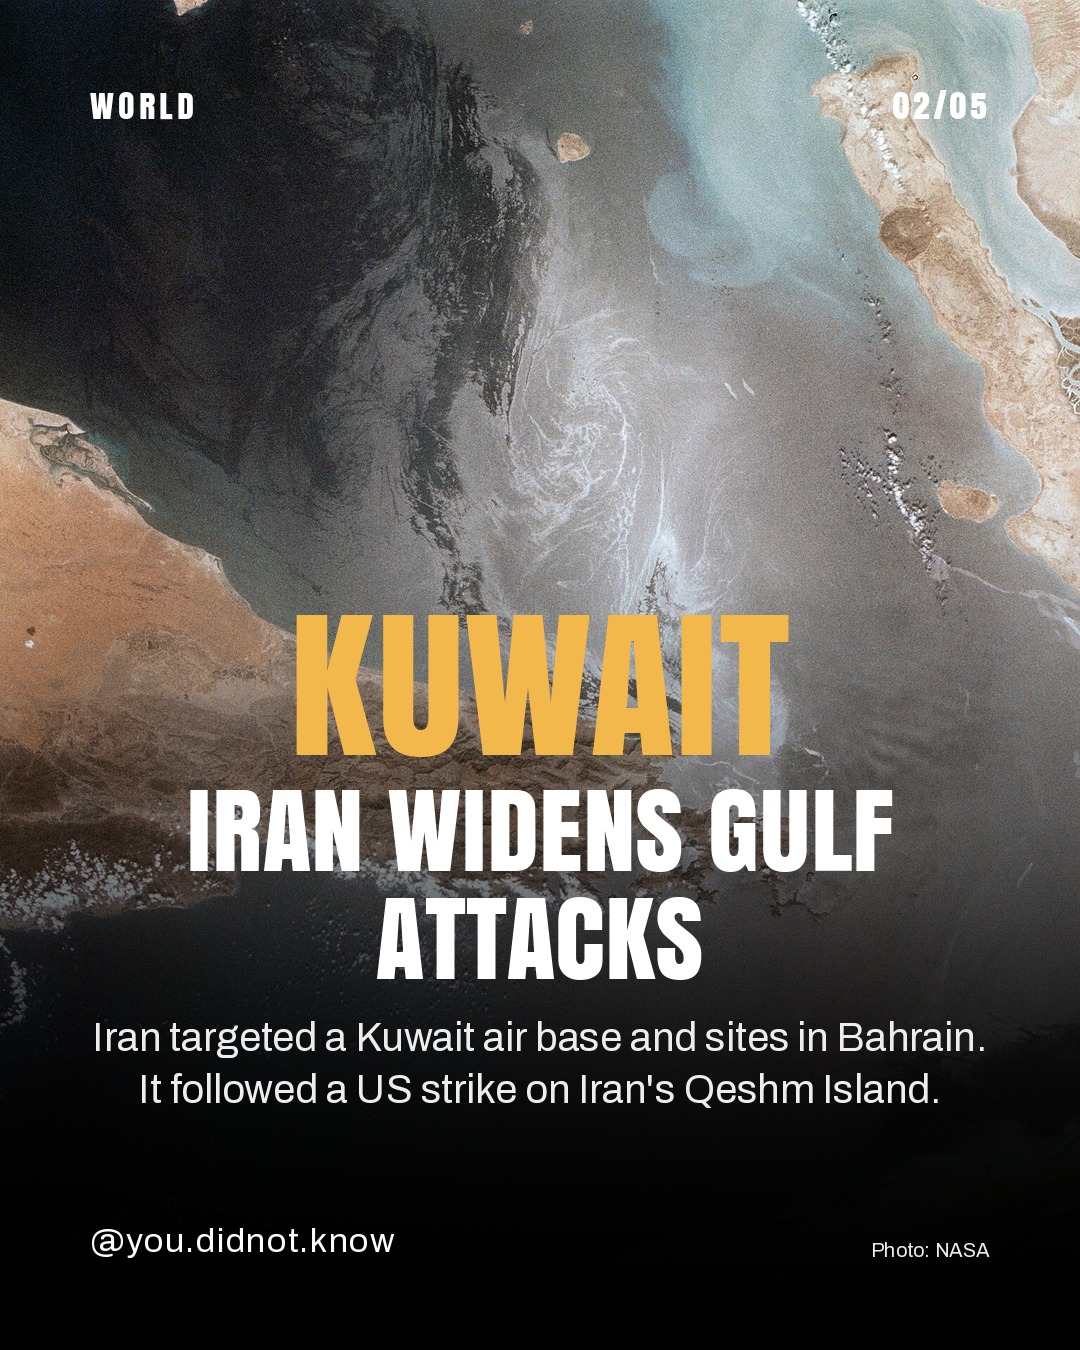 WORLD
02/05
KUWAIT
IRAN WIDENS GULF
ATTACKS
Iran targeted a Kuwait air base and sites in Bahrain.
It followed a US strike on Iran's Qeshm Island.
@you.didnot.know
Photo: NASA